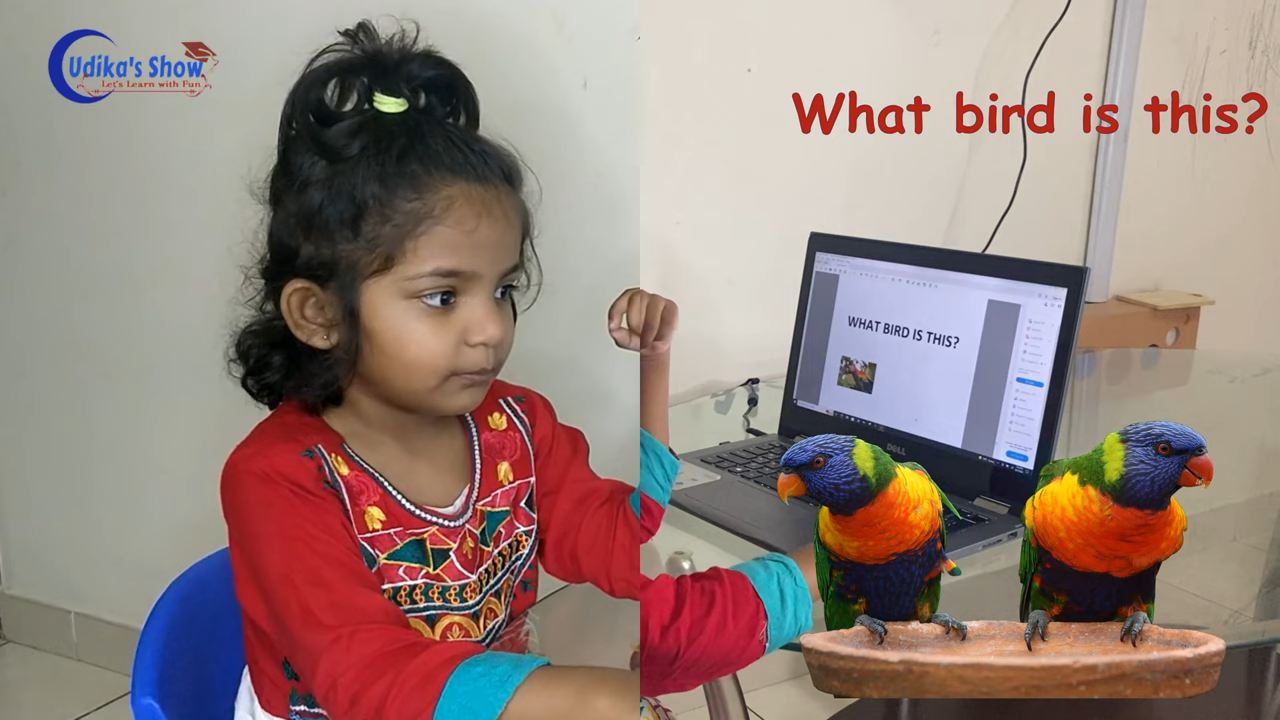 Udika's Show
Let's Learn with Fun
What bird is this?
WHAT BIRD IS THIS?
DELL